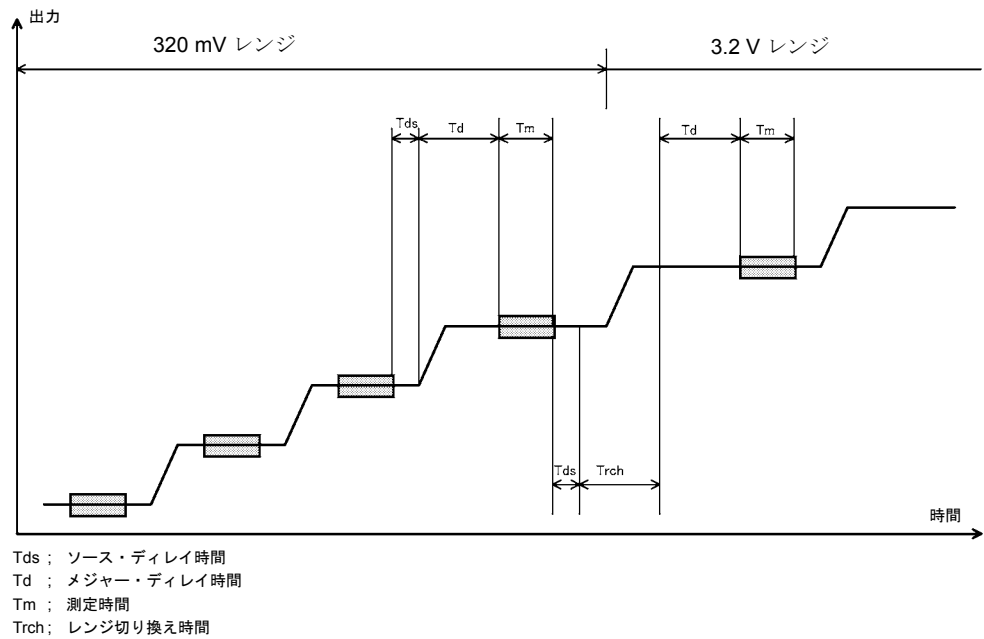 出力
320 mV レンジ
3.2 V レンジ
Tds
Td
Tm
Td
Tm
Tds
Trch
時間
Tds ; ソース・ディレイ時間
Td ; メジャー・ディレイ時間
Tm ; 測定時間
Trch ; レンジ切り換え時間